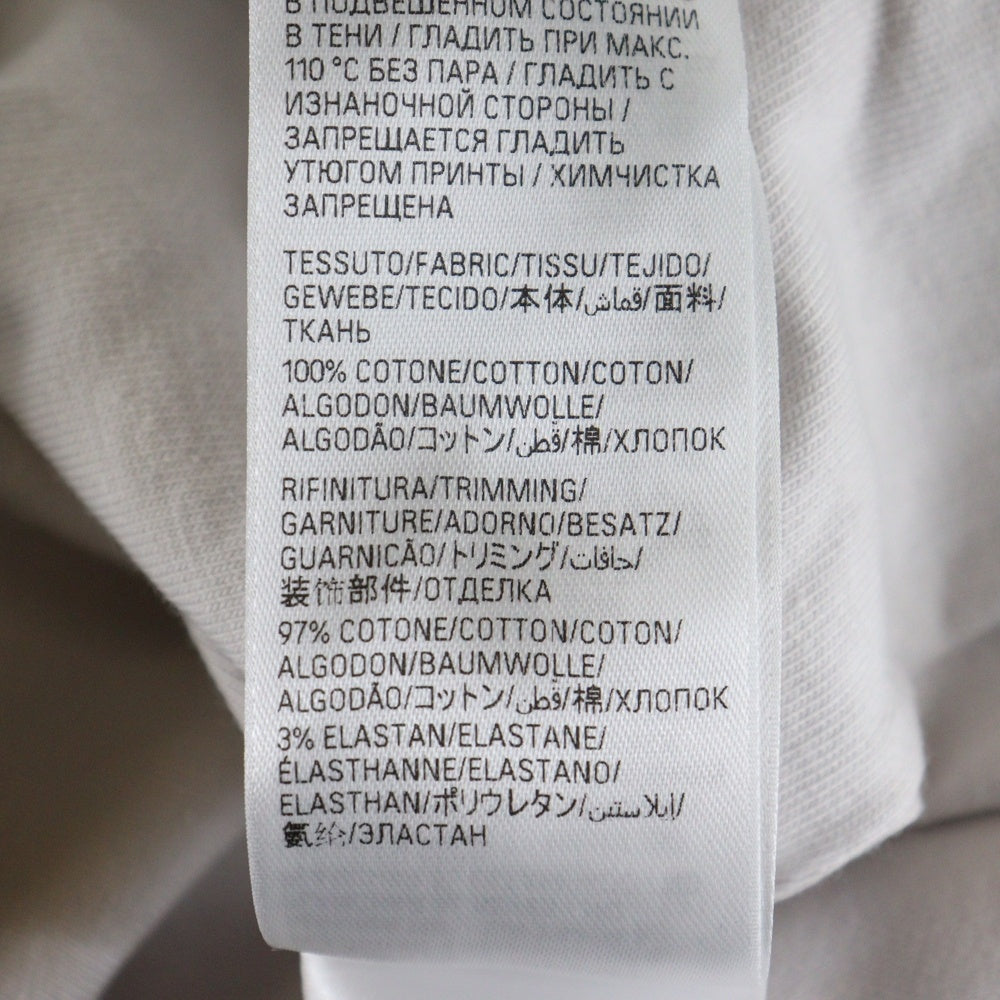 В ПОДВЕШЕННОМ СОСТОЯНИИ
В ТЕНИ / ГЛАДИТЬ ПРИ МАКС.
110 °C БЕЗ ПАРА / ГЛАДИТЬ С
ИЗНАНОЧНОЙ СТОРОНЫ /
ЗАПРЕЩАЕТСЯ ГЛАДИТЬ
УТЮГОМ ПРИНТЫ / ХИМЧИСТКА
ЗАПРЕЩЕНА
TESSUTO/FABRIC/TISSU/TEJIDO/
GEWEBE/TECIDO/本体/قماش/面料/
ТКАНЬ
100% COTONE/COTTON/COTON/
ALGODON/BAUMWOLLE/
ALGODÃO/コットン/قطن/棉/ХЛОПОК
RIFINITURA/TRIMMING/
GARNITURE/ADORNO/BESATZ/
GUARNICÃO/トリミング/حافات/
装饰部件/ОТДЕЛКА
97% COTONE/COTTON/COTON/
ALGODON/BAUMWOLLE/
ALGODÃO/コットン/قطن/棉/ХЛОПОК
3% ELASTAN/ELASTANE/
ÉLASTHANNE/ELASTANO/
ELASTHAN/ポリウレタン/إيلاستين/
氨纶/ЭЛАСТАН